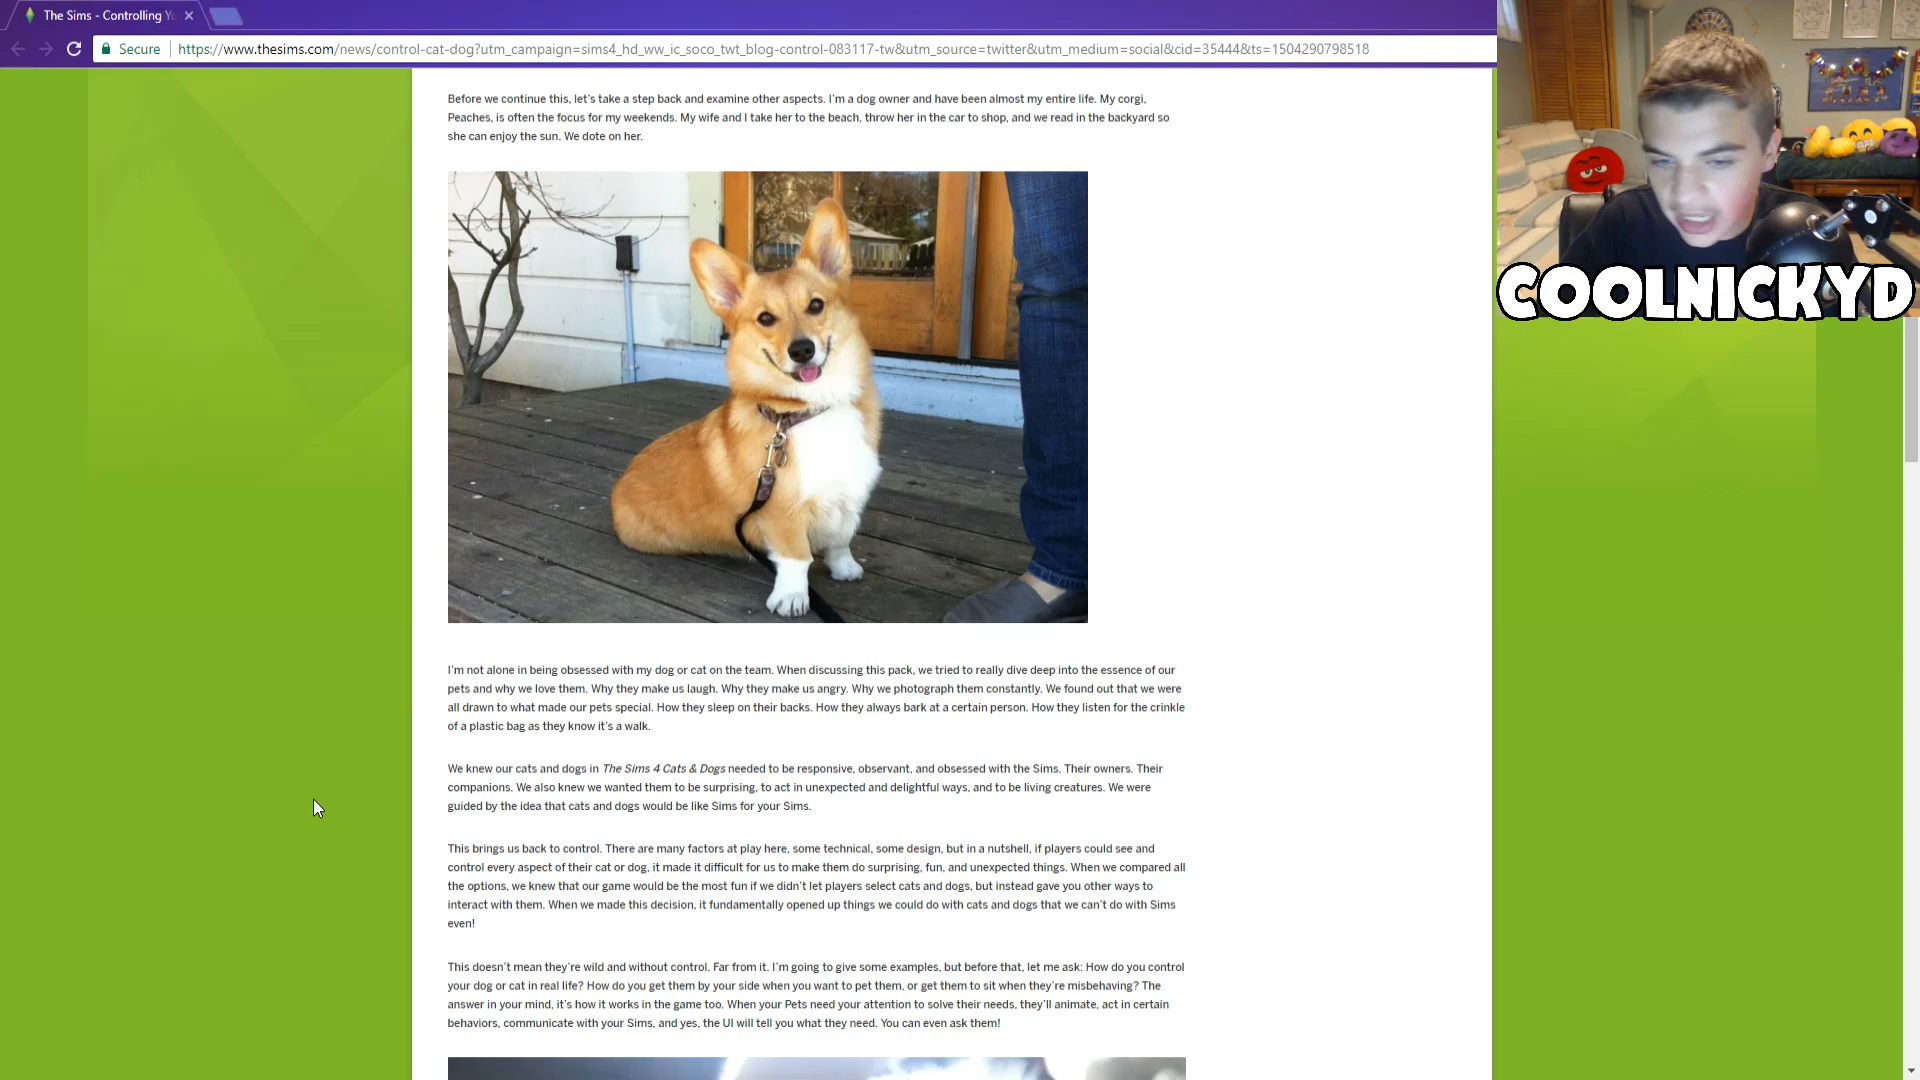 The Sims - Controlling Y
Secure
https://www.thesims.com/news/control-cat-dog?utm_campaign=sims4_hd_ww_ic_soco_twt_blog-control-083117-tw&utm_source=twitter&utm_medium=social&cid=35444&ts=1504290798518
Before we continue this, let's take a step back and examine other aspects. I'm a dog owner and have been almost my entire life. My corgi,
Peaches, is often the focus for my weekends. My wife and I take her to the beach, throw her in the car to shop, and we read in the backyard so
she can enjoy the sun. We dote on her.
COOLNICKYD
I'm not alone in being obsessed with my dog or cat on the team. When discussing this pack, we tried to really dive deep into the essence of our
pets and why we love them. Why they make us laugh. Why they make us angry. Why we photograph them constantly. We found out that we were
all drawn to what made our pets special. How they sleep on their backs. How they always bark at a certain person. How they listen for the crinkle
of a plastic bag as they know it's a walk.
We knew our cats and dogs in The Sims 4 Cats & Dogs needed to be responsive, observant, and obsessed with the Sims. Their owners. Their
companions. We also knew we wanted them to be surprising, to act in unexpected and delightful ways, and to be living creatures. We were
guided by the idea that cats and dogs would be like Sims for your Sims.
This brings us back to control. There are many factors at play here, some technical, some design, but in a nutshell, if players could see and
control every aspect of their cat or dog, it made it difficult for us to make them do surprising, fun, and unexpected things. When we compared all
the options, we knew that our game would be the most fun if we didn't let players select cats and dogs, but instead gave you other ways to
interact with them. When we made this decision, it fundamentally opened up things we could do with cats and dogs that we can't do with Sims
even!
This doesn't mean they're wild and without control. Far from it. I'm going to give some examples, but before that, let me ask: How do you control
your dog or cat in real life? How do you get them by your side when you want to pet them, or get them to sit when they're misbehaving? The
answer in your mind, it's how it works in the game too. When your Pets need your attention to solve their needs, they'll animate, act in certain
behaviors, communicate with your Sims, and yes, the UI will tell you what they need. You can even ask them!